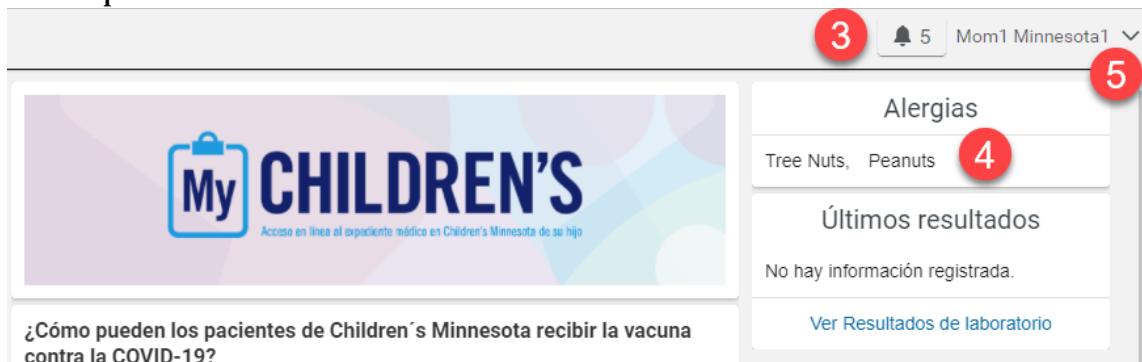 3 5 Mom1 Minnesota1
5
My CHILDREN'S
Acceso en línea al expediente médico en Children's Minnesota de su hijo
¿Cómo pueden los pacientes de Children´s Minnesota recibir la vacuna
contra la COVID-19?
Alergias
Tree Nuts, Peanuts 4
Últimos resultados
No hay información registrada.
Ver Resultados de laboratorio